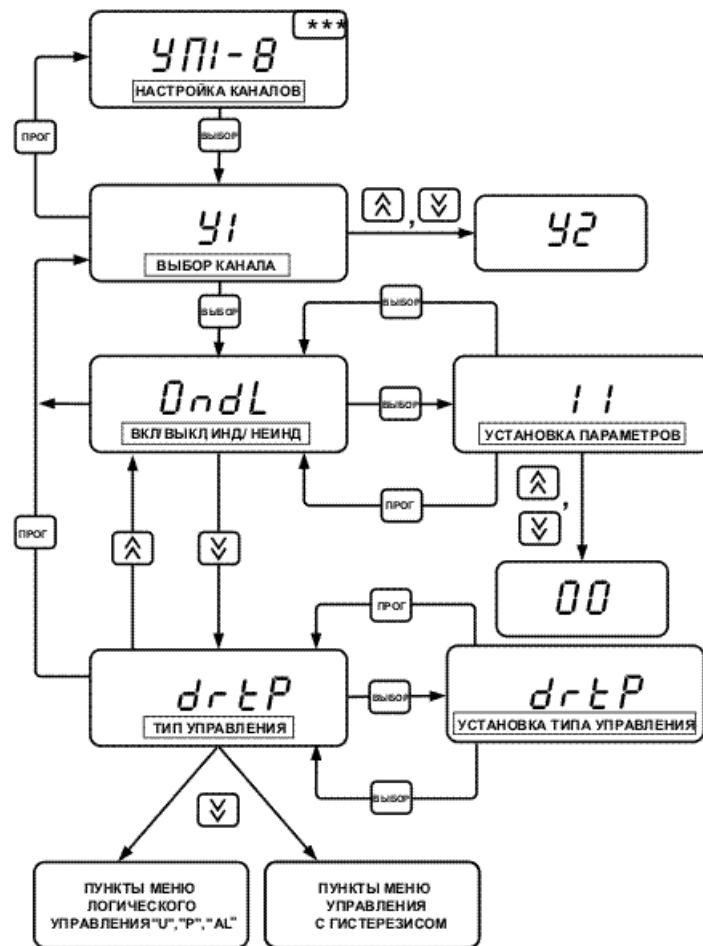 ***
УПI-8
НАСТРОЙКА КАНАЛОВ
ПРОГ
ВЫБОР
У1
ВЫБОР КАНАЛА
,
У2
ВЫБОР
ВЫБОР
OndL
ВКЛ/ВЫКЛ,ИНД/НЕИНД
ВЫБОР
11
УСТАНОВКА ПАРАМЕТРОВ
ПРОГ
,
ПРОГ
00
ПРОГ
drtP
ТИП УПРАВЛЕНИЯ
ВЫБОР
drtP
УСТАНОВКА ТИПА УПРАВЛЕНИЯ
ВЫБОР
ПУНКТЫ МЕНЮ
ЛОГИЧЕСКОГО
УПРАВЛЕНИЯ"U","P","AL"
ПУНКТЫ МЕНЮ
УПРАВЛЕНИЯ
С ГИСТЕРЕЗИСОМ